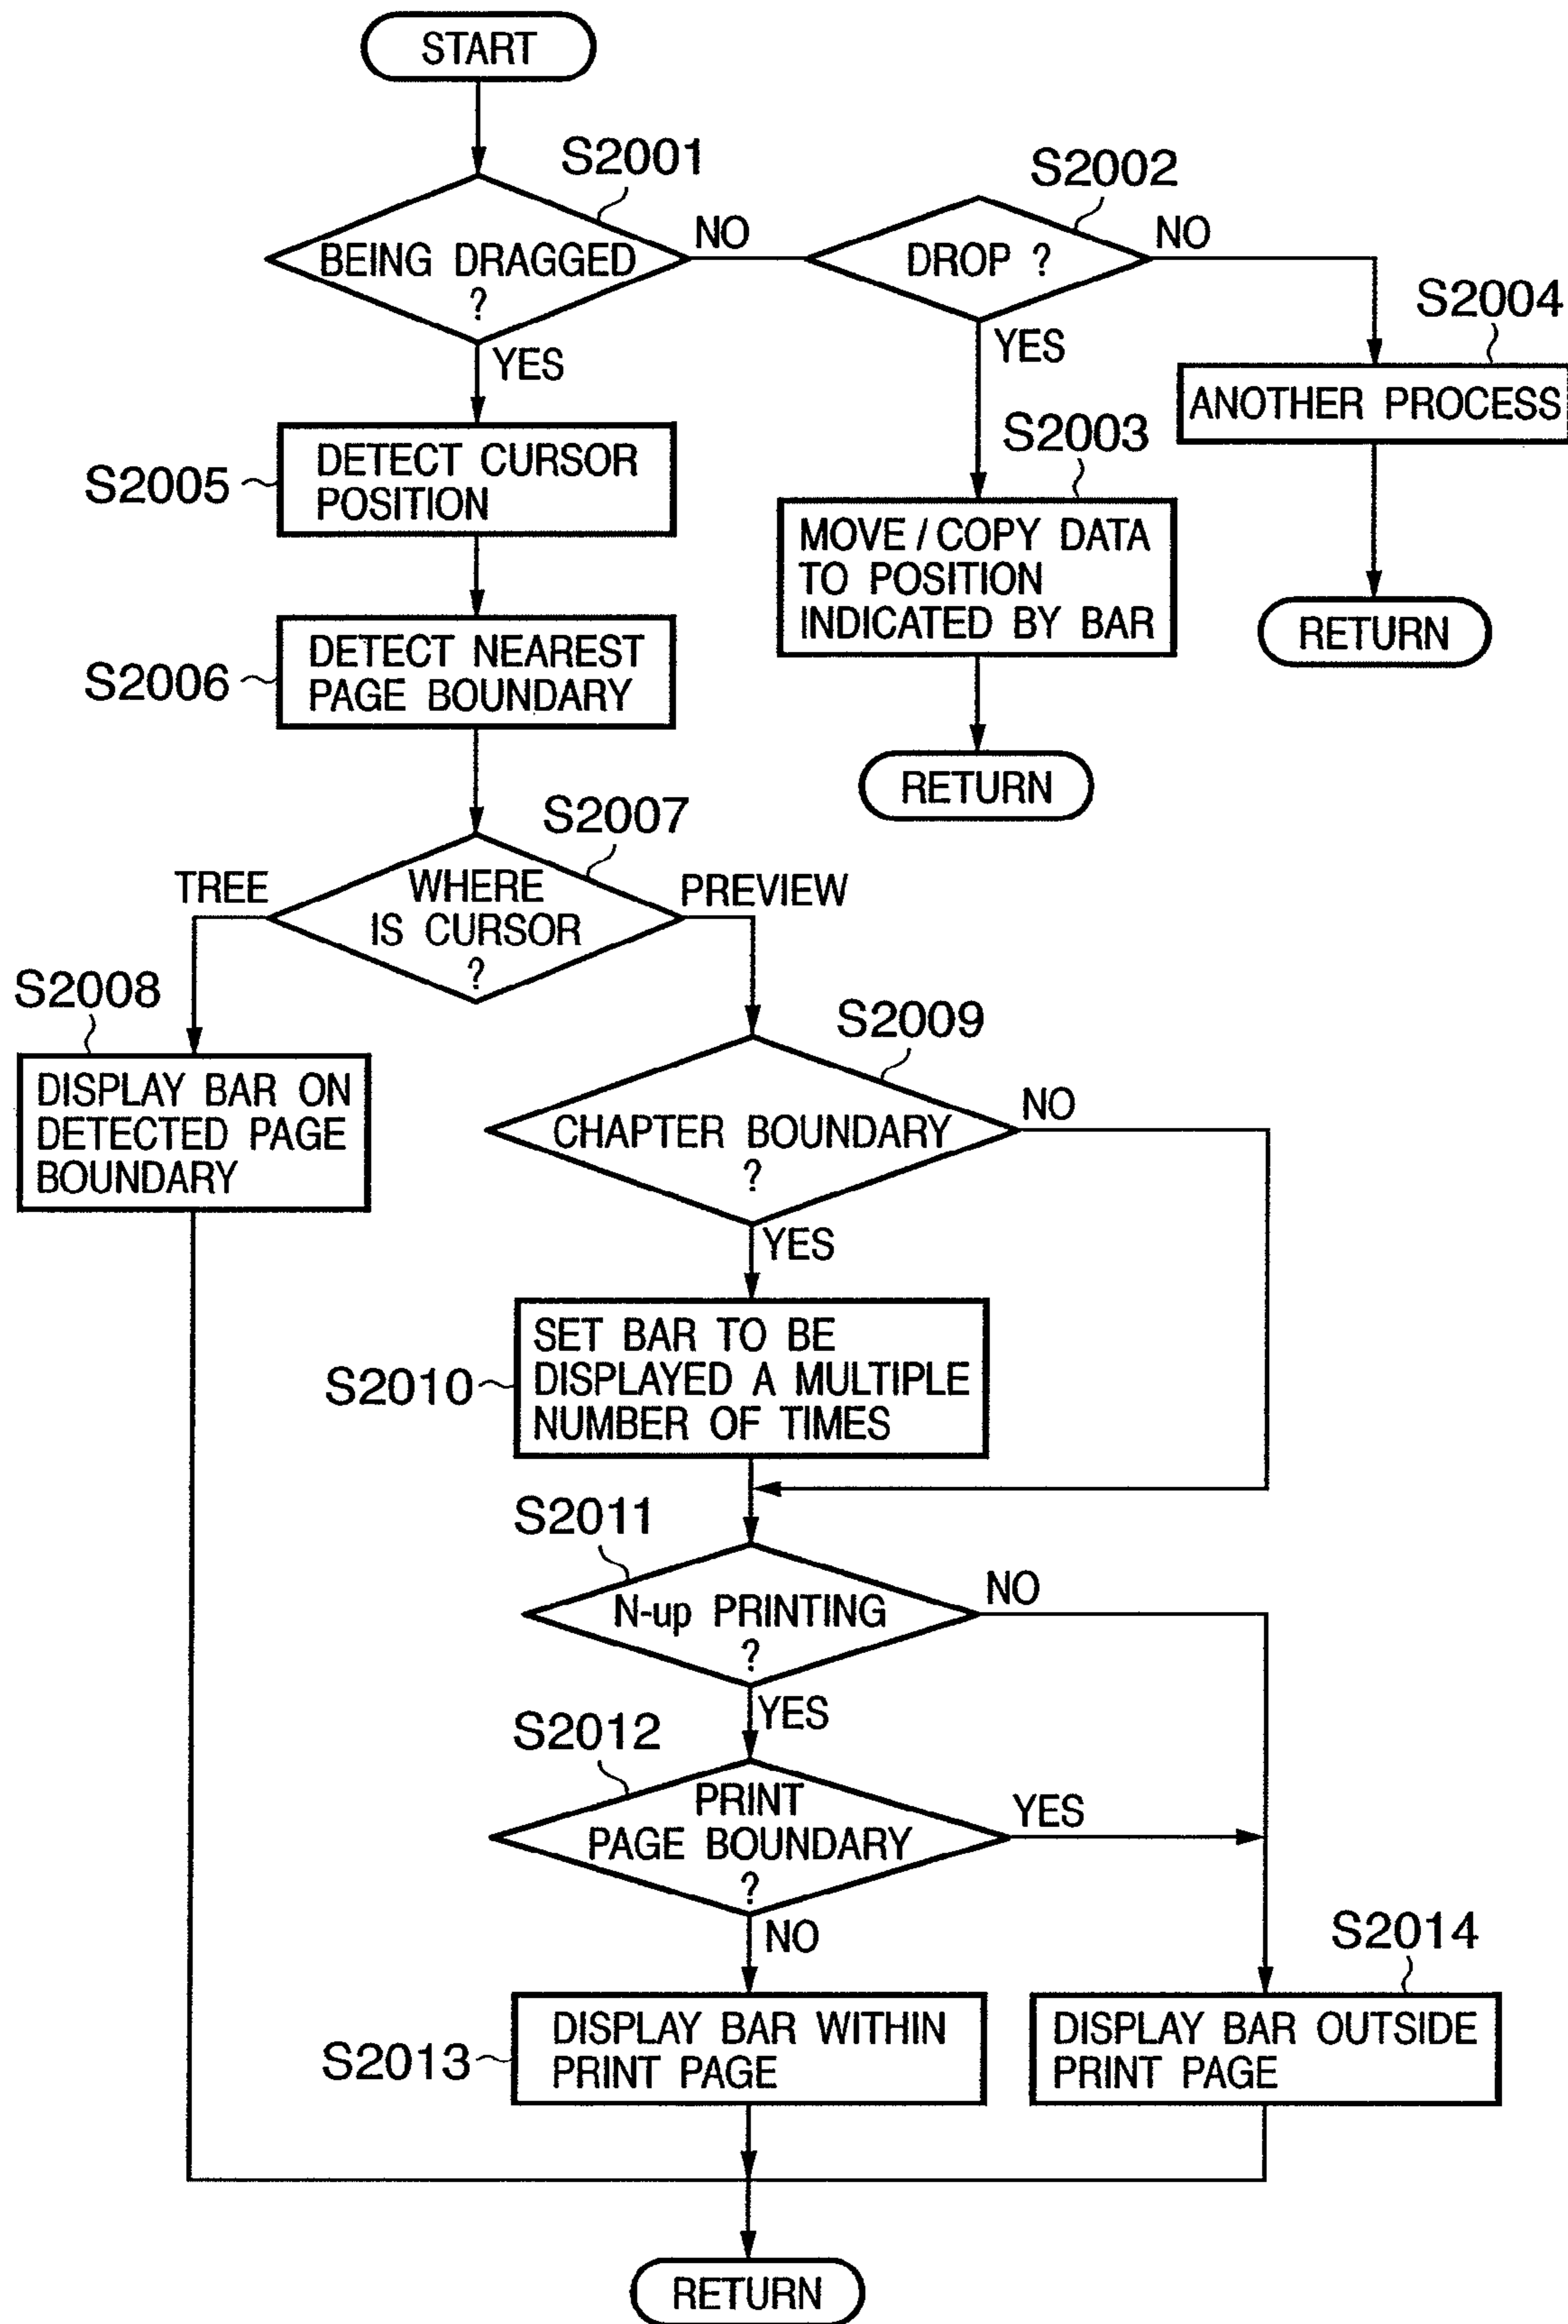 START
S2001
BEING DRAGGED
?
NO
YES
S2002
DROP ?
NO
YES
S2004
ANOTHER PROCESS
RETURN
S2003
MOVE / COPY DATA
TO POSITION
INDICATED BY BAR
RETURN
S2005
DETECT CURSOR
POSITION
S2006
DETECT NEAREST
PAGE BOUNDARY
S2007
WHERE
IS CURSOR
?
TREE
PREVIEW
S2008
DISPLAY BAR ON
DETECTED PAGE
BOUNDARY
S2009
CHAPTER BOUNDARY
?
NO
YES
S2010
SET BAR TO BE
DISPLAYED A MULTIPLE
NUMBER OF TIMES
S2011
N-up PRINTING
?
NO
YES
S2012
PRINT
PAGE BOUNDARY
?
YES
NO
S2013
DISPLAY BAR WITHIN
PRINT PAGE
S2014
DISPLAY BAR OUTSIDE
PRINT PAGE
RETURN